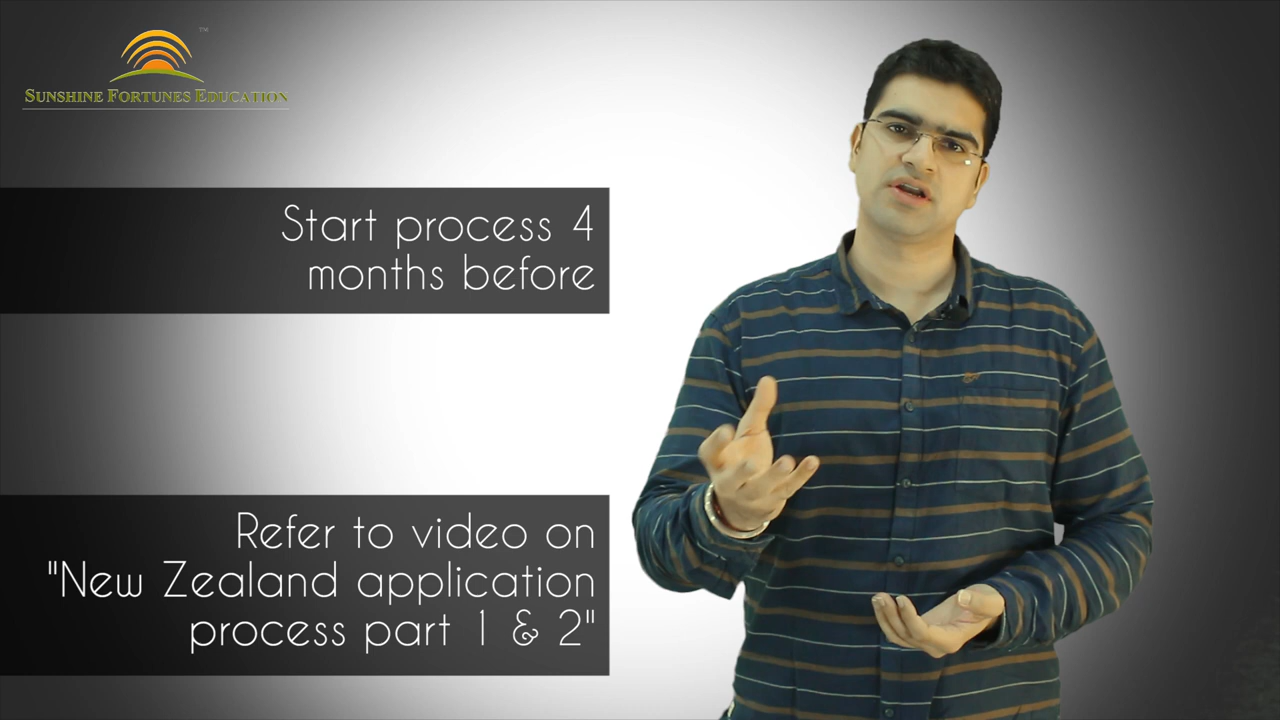 ™
SUNSHINE FORTUNES EDUCATION
Start process 4
months before
Refer to video on
"New Zealand application
process part 1 & 2"